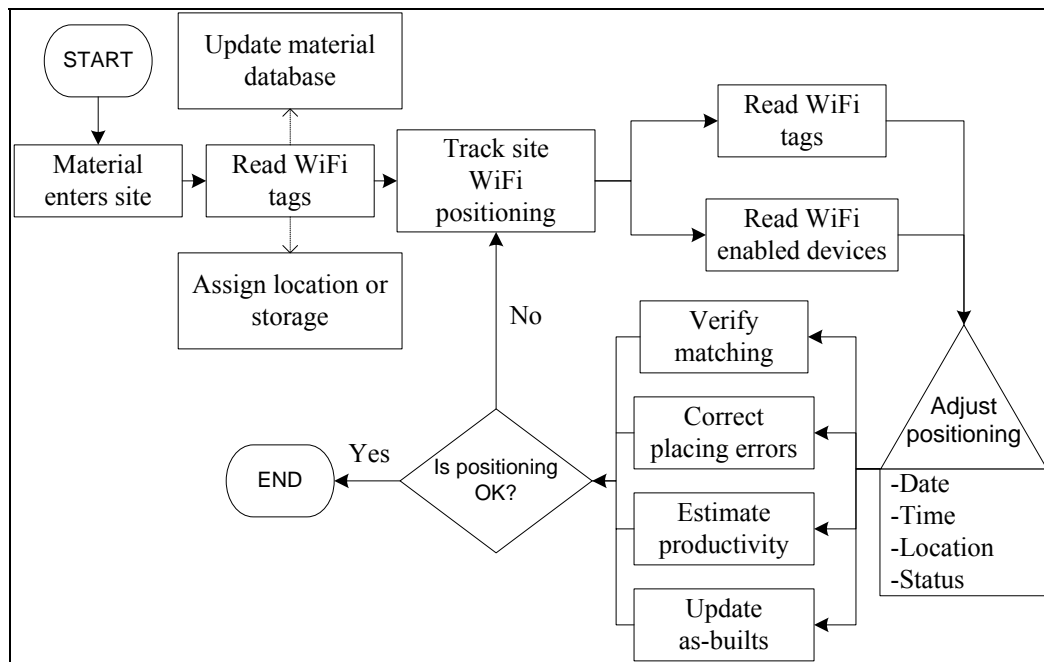 START
Material
enters site
Update material
database
Read WiFi
tags
Assign location or
storage
Track site
WiFi
positioning
Read WiFi
tags
Read WiFi
enabled devices
Adjust
positioning
-Date
-Time
-Location
-Status
Verify
matching
Correct
placing errors
Estimate
productivity
Update
as-builts
Is positioning
OK?
No
Yes
END